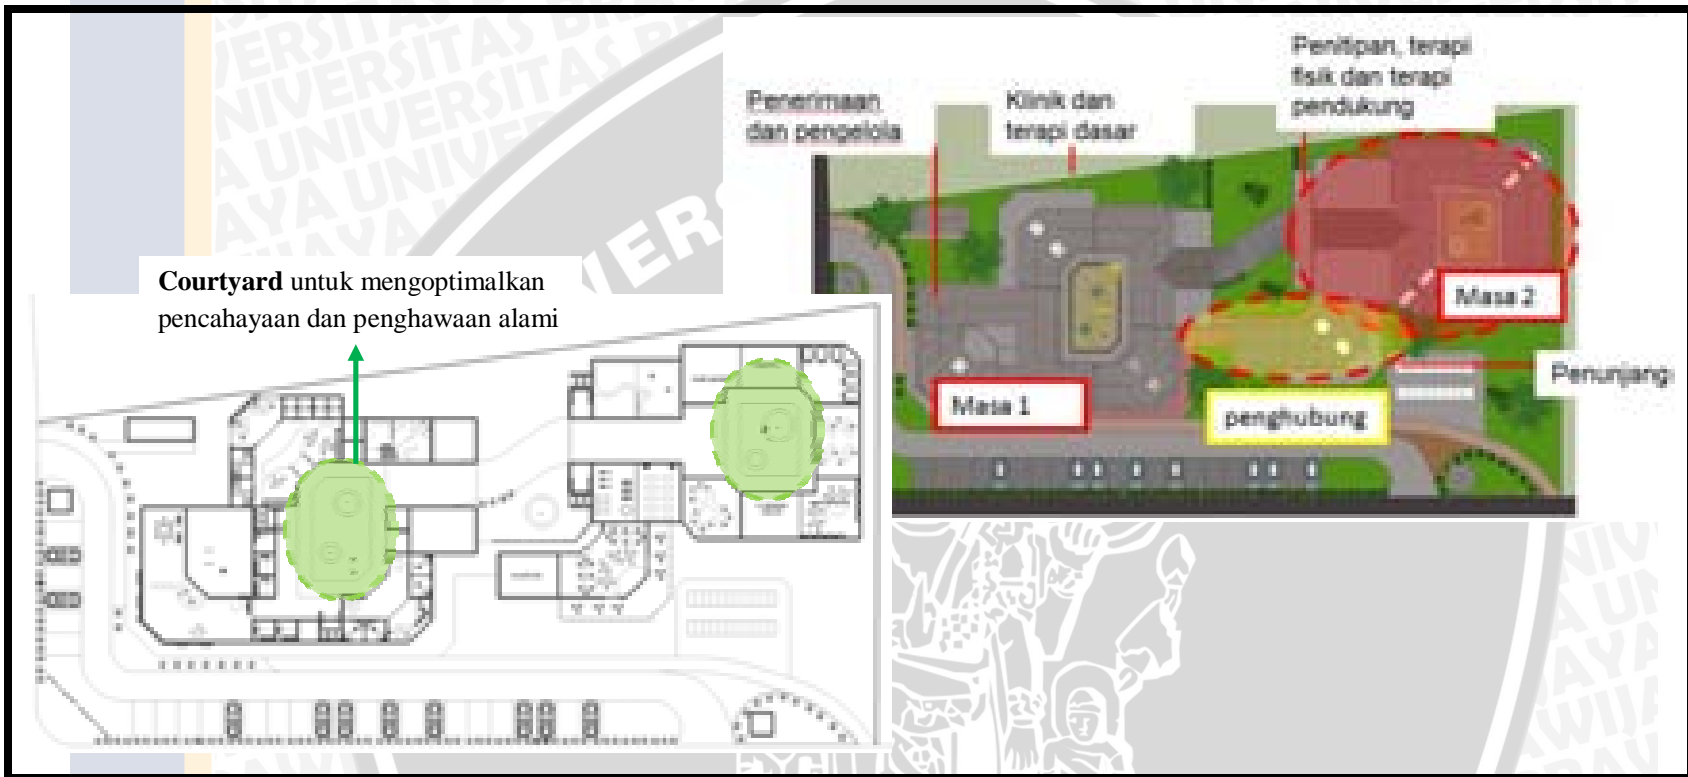 Penitipan, terapi
fisik dan terapi
pendukung
Penerimaan
dan pengelola
Klinik dan
terapi dasar
Courtyard untuk mengoptimalkan
pencahayaan dan penghawaan alami
Masa 2
Penunjang
Masa 1
penghubung